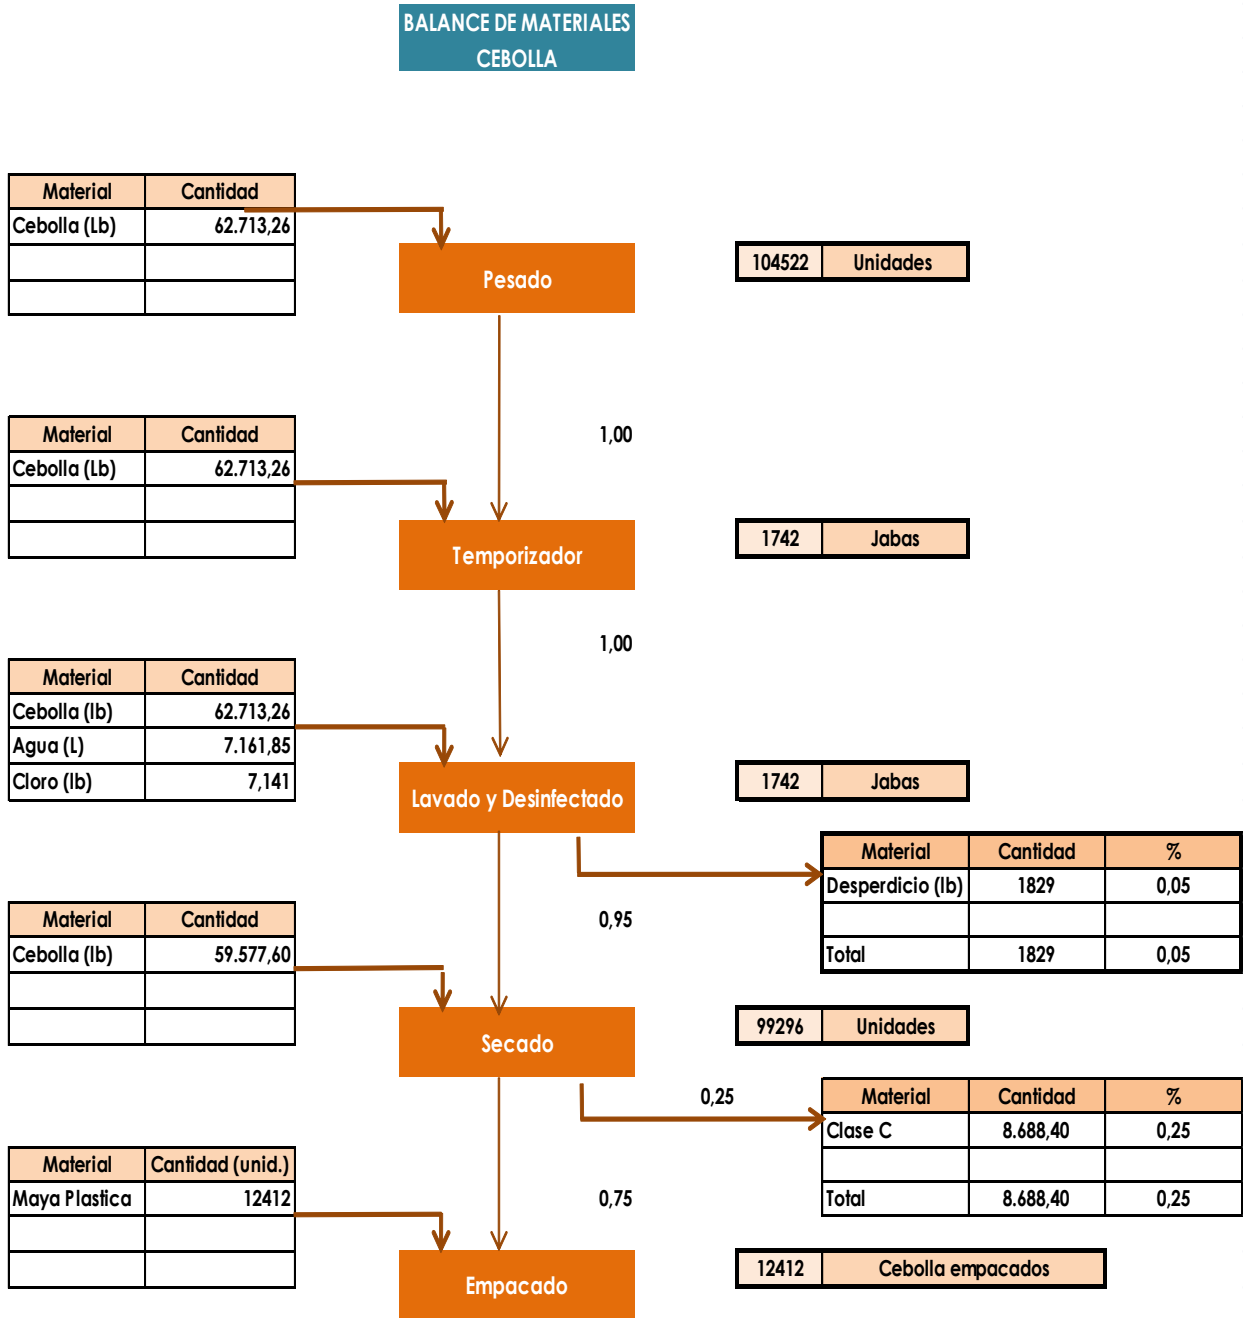 BALANCE DE MATERIALES
CEBOLLA
Material Cantidad
Cebolla (Lb) 62.713,26
Pesado
104522 Unidades
1,00
Material Cantidad
Cebolla (Lb) 62.713,26
Temporizador
1742 Jabas
1,00
Material Cantidad
Cebolla (lb) 62.713,26
Agua (L) 7.161,85
Cloro (lb) 7,141
Lavado y Desinfectado
1742 Jabas
Material Cantidad %
Desperdicio (lb) 1829 0,05
Total 1829 0,05
0,95
Material Cantidad
Cebolla (lb) 59.577,60
Secado
99296 Unidades
0,25
Material Cantidad %
Clase C 8.688,40 0,25
Total 8.688,40 0,25
0,75
Material Cantidad (unid.)
Maya Plastica 12412
Empacado
12412 Cebolla empacados